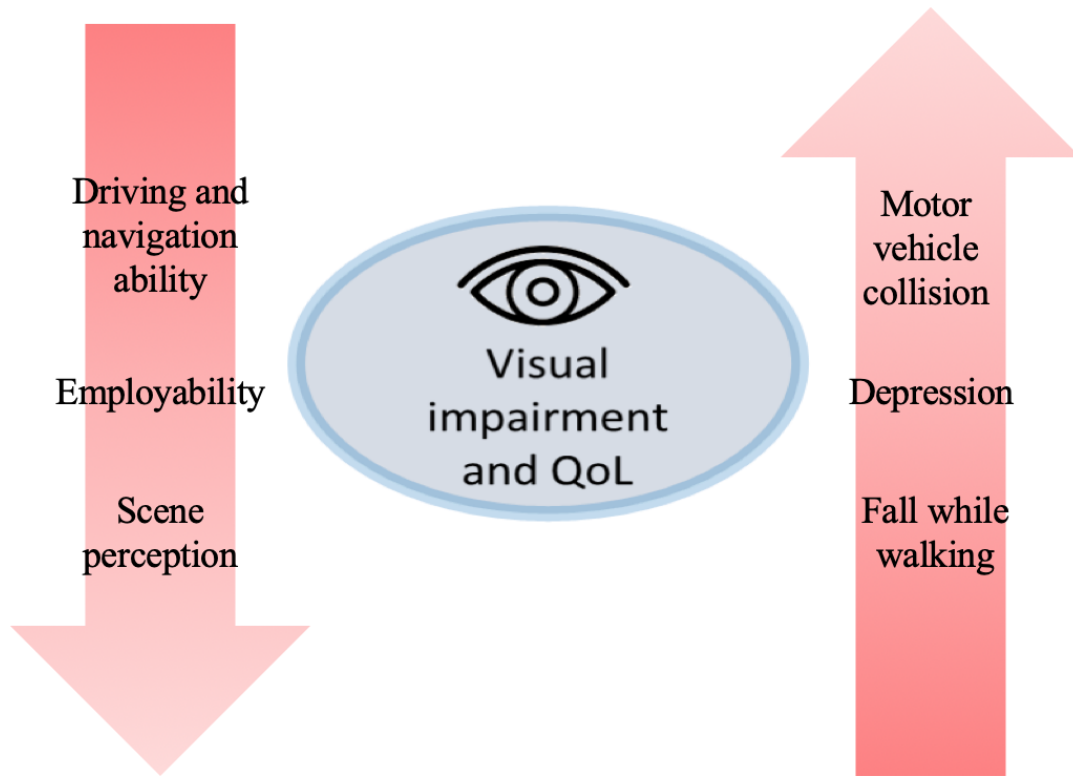 Driving and
navigation
ability
Employability
Scene
perception
Visual
impairment
and QoL
Motor
vehicle
collision
Depression
Fall while
walking